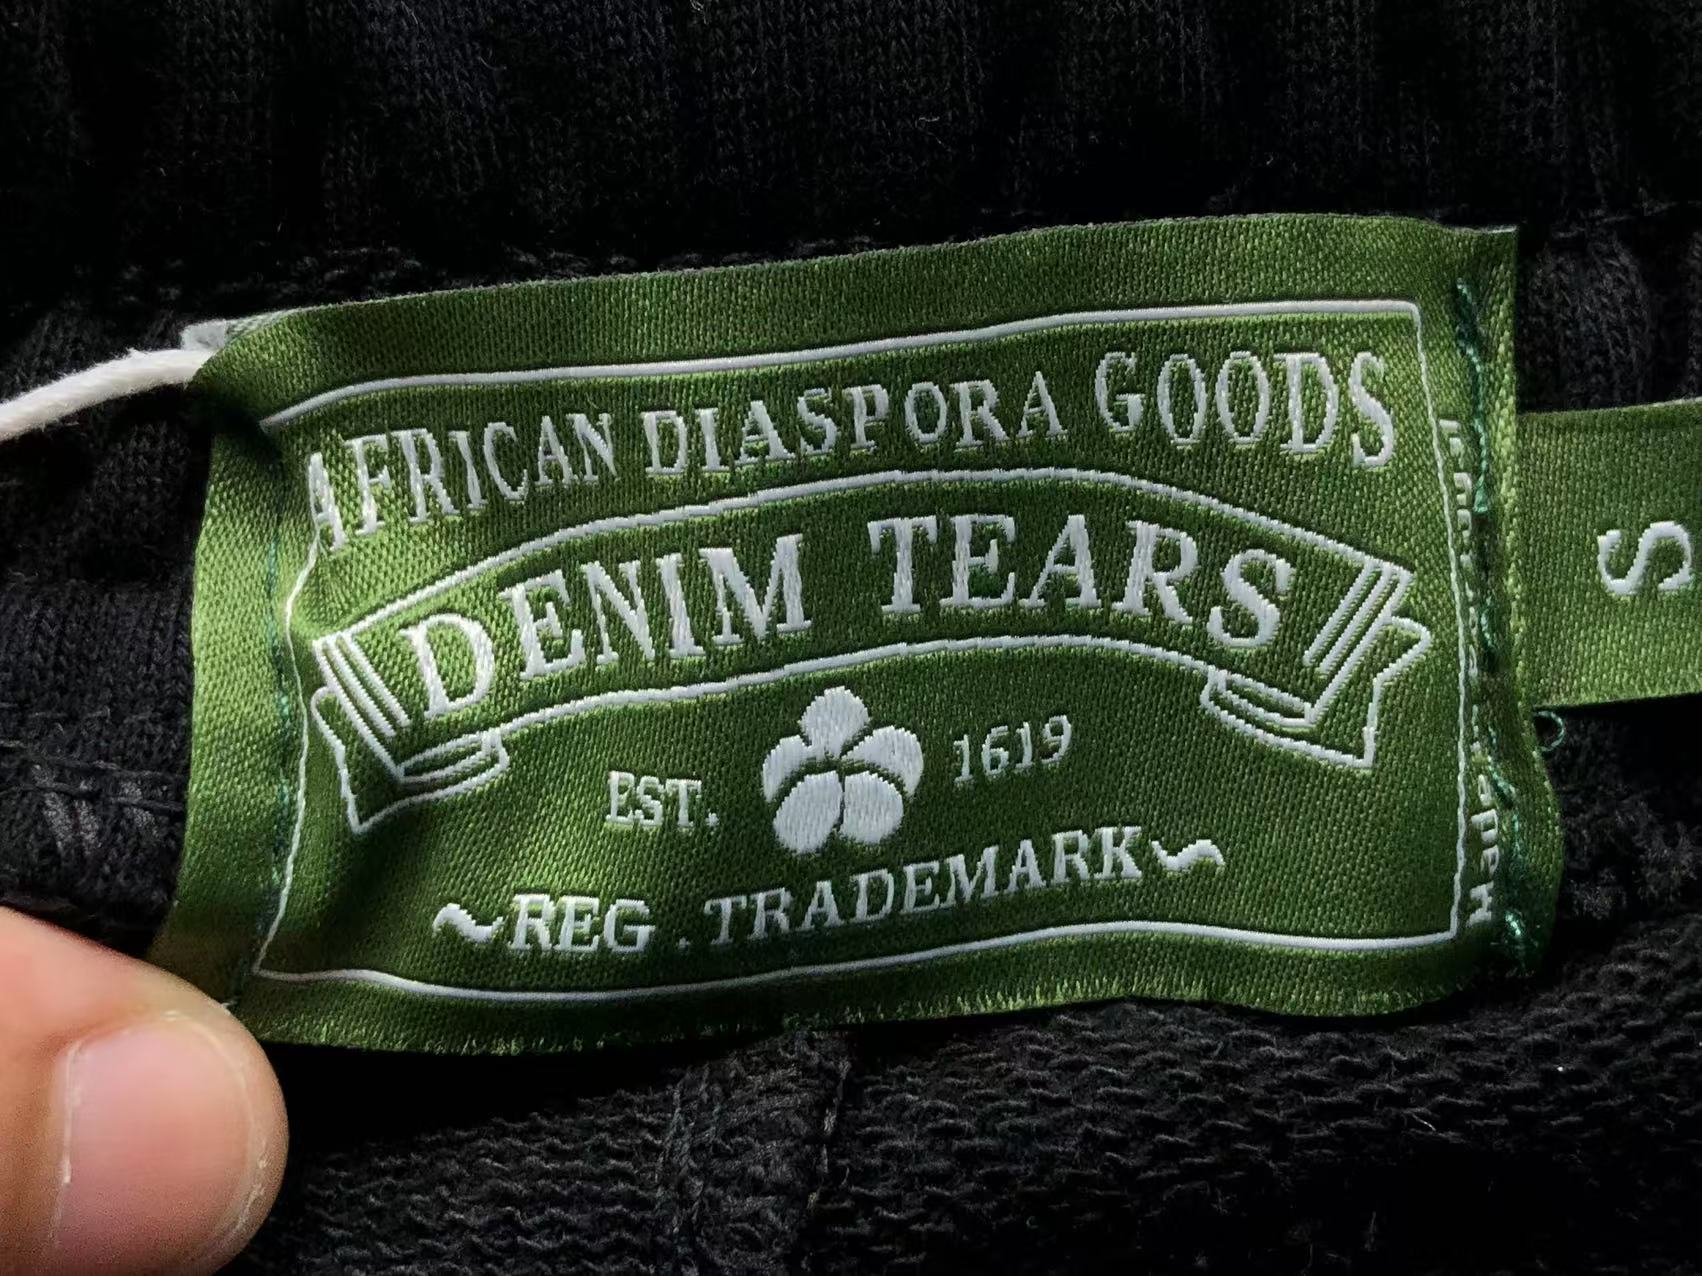 AFRICAN DIASPORA GOODS
DENIM TEARS
EST. 1619
~REG . TRADEMARK~
S